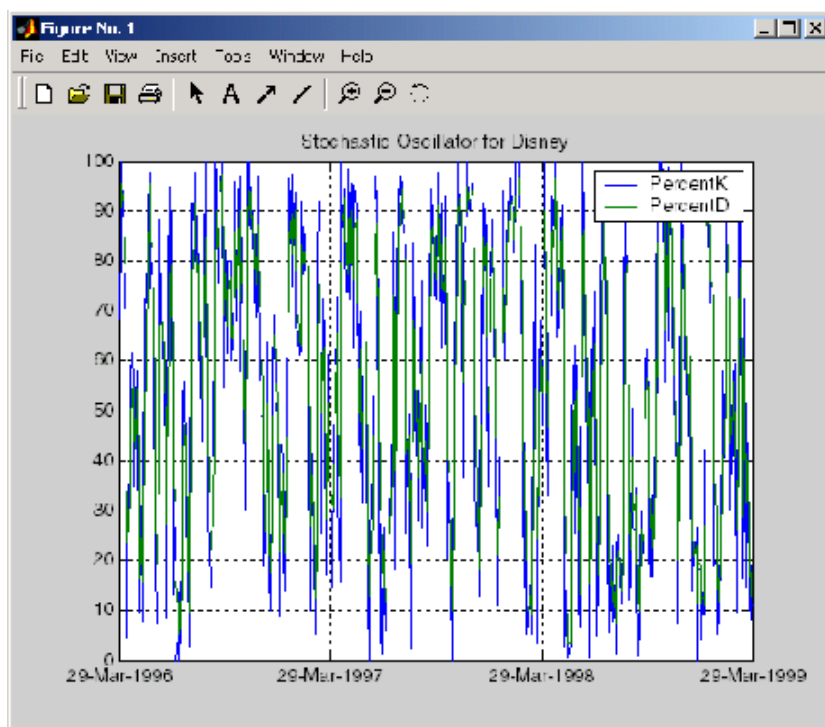 Figure No. 1
File Edit View Insert Tools Window Help
A
Stochastic Oscillator for Disney
PercentK
PercentD
100
90
80
70
60
50
40
30
20
10
0
29-Mar-1996 29-Mar-1997 29-Mar-1998 29-Mar-1999